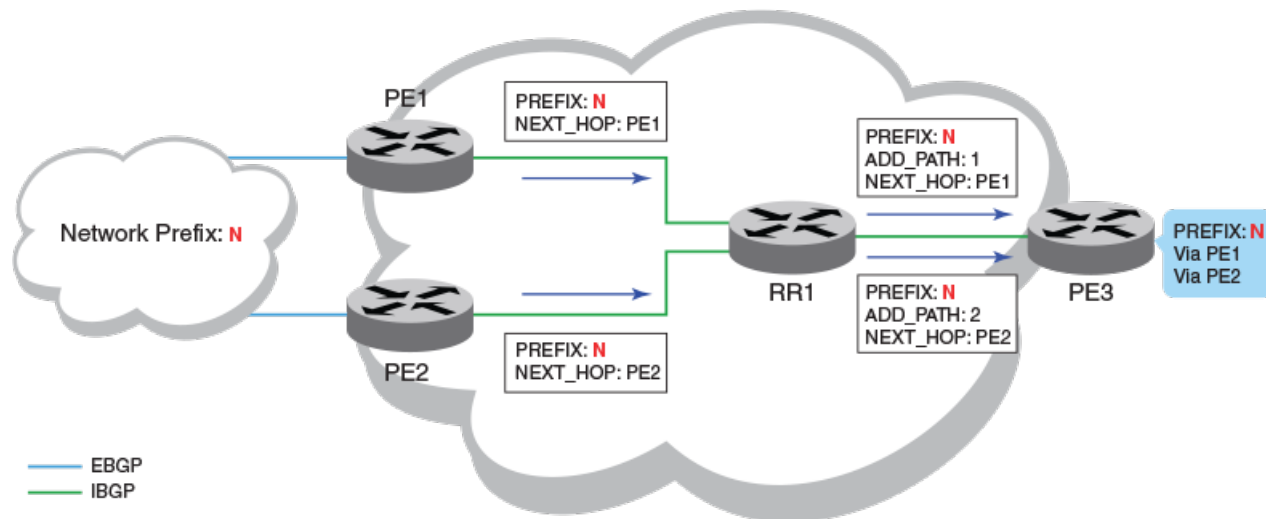 PE1
PREFIX: N
NEXT_HOP: PE1
Network Prefix: N
PE2
PREFIX: N
NEXT_HOP: PE2
RR1
PREFIX: N
ADD_PATH: 1
NEXT_HOP: PE1
PREFIX: N
ADD_PATH: 2
NEXT_HOP: PE2
PE3
PREFIX: N
Via PE1
Via PE2
EBGP
IBGP